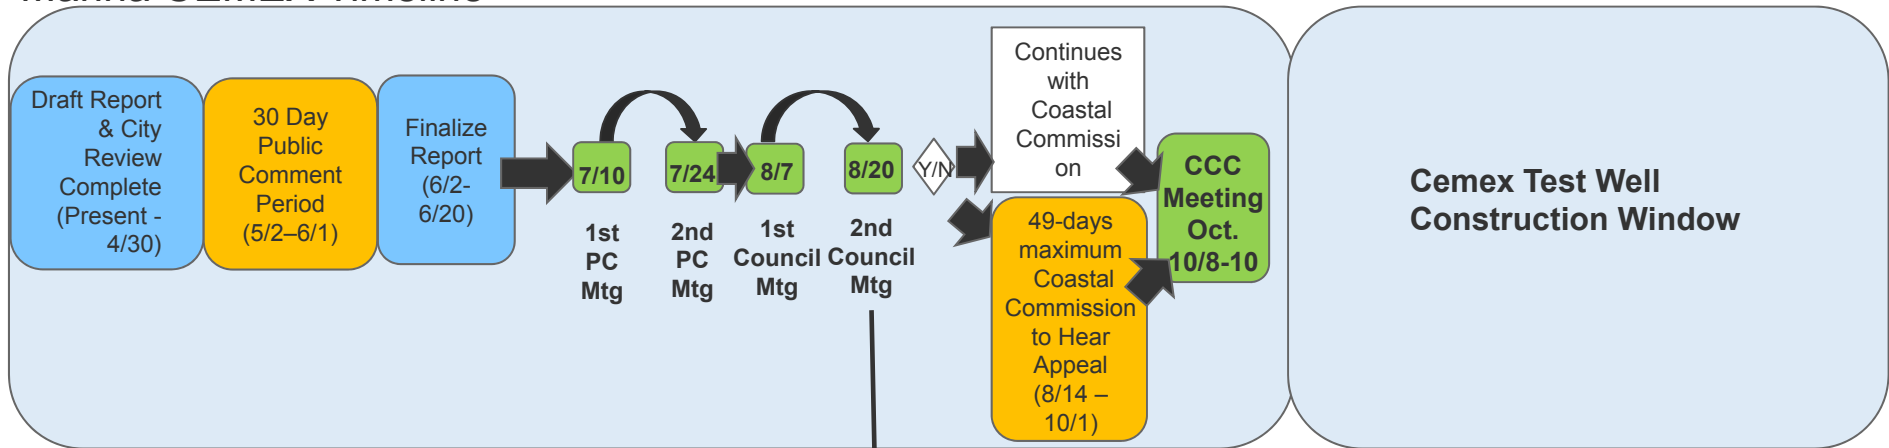 Marina CEMEX Timeline
Draft Report
& City
Review
Complete
(Present -
4/30)
30 Day
Public
Comment
Period
(5/2–6/1)
Finalize
Report
(6/2-
6/20)
7/10
1st
PC
Mtg
7/24
2nd
PC
Mtg
8/7
1st
Council
Mtg
8/20
2nd
Council
Mtg
Y/N
Continues
with
Coastal
Commissi
on
49-days
maximum
Coastal
Commission
to Hear
Appeal
(8/14 –
10/1)
CCC
Meeting
Oct.
10/8-10
Cemex Test Well
Construction Window